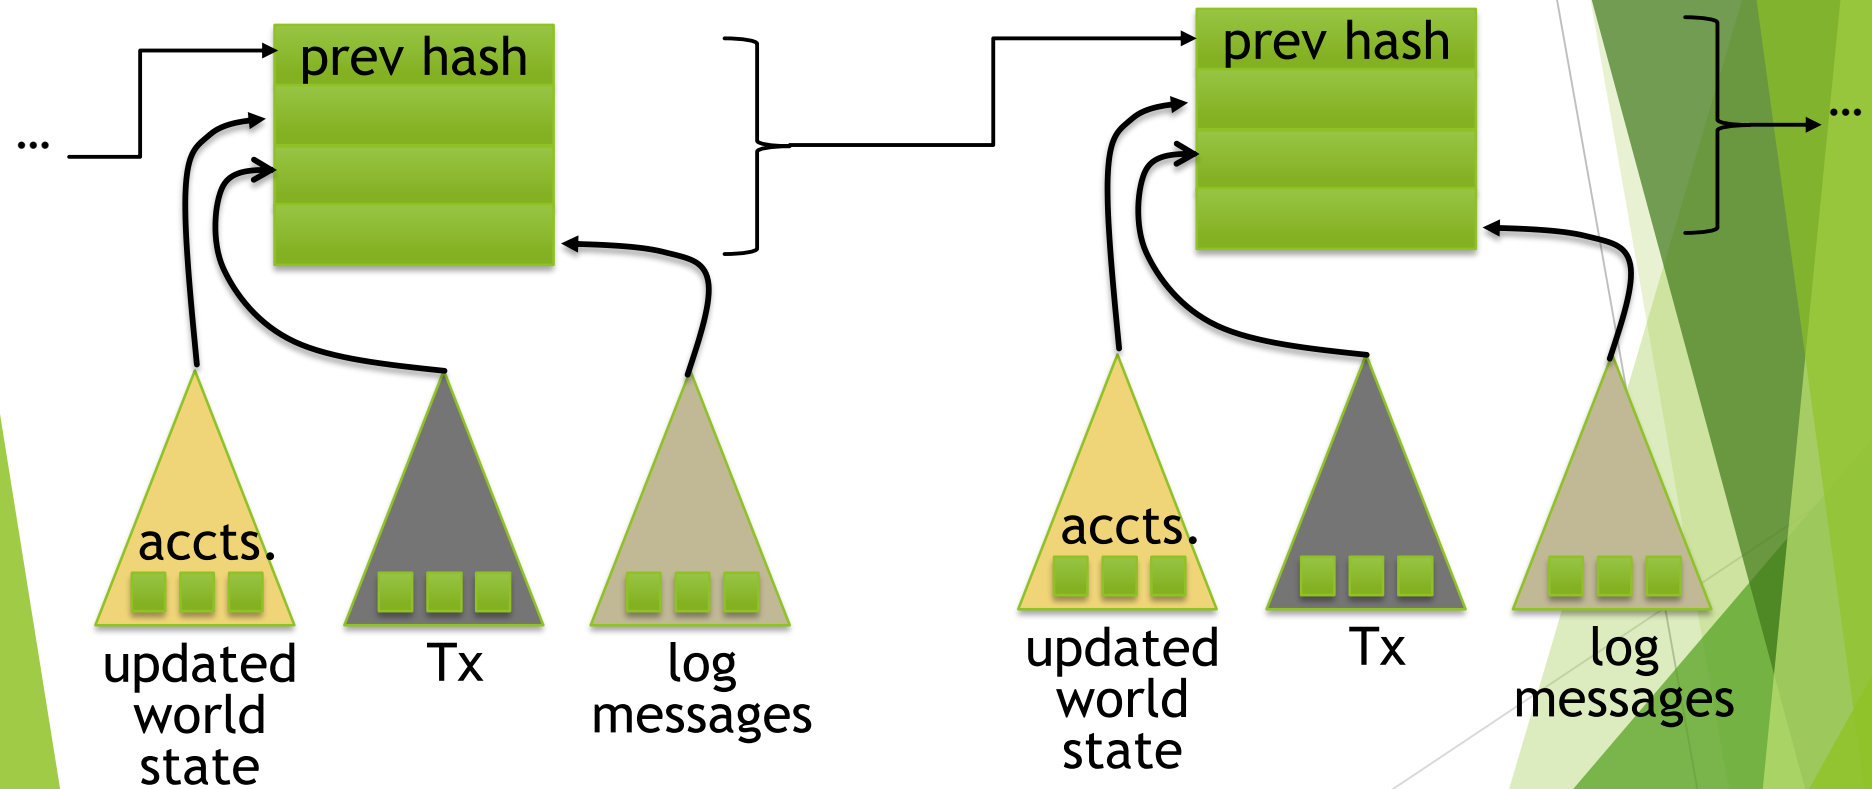 prev hash
prev hash
...
...
accts.
accts.
updated
world
state
Tx
log
messages
updated
world
state
Tx
log
messages